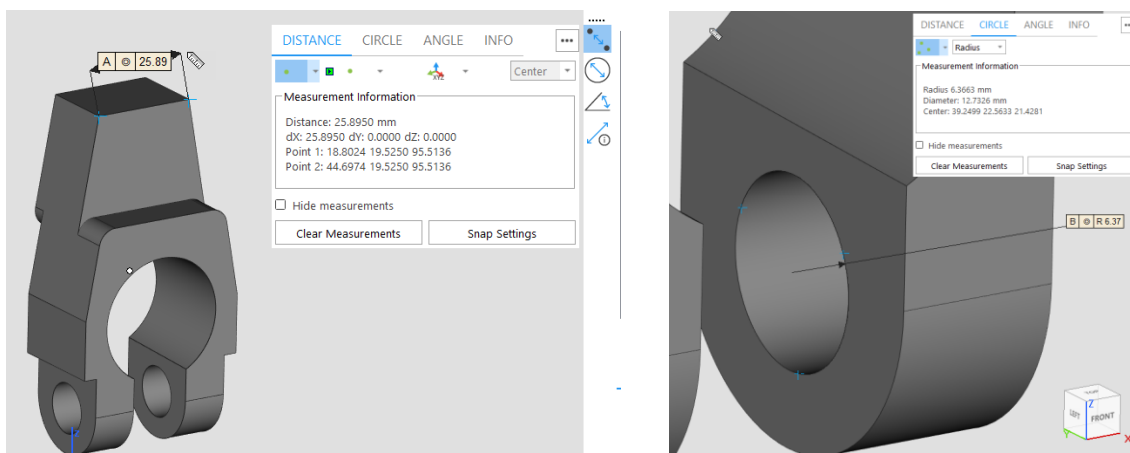 DISTANCE CIRCLE ANGLE INFO
A 25.89
XYZ
Center
Measurement Information
Distance: 25.8950 mm
dX: 25.8950 dY: 0.0000 dZ: 0.0000
Point 1: 18.8024 19.5250 95.5136
Point 2: 44.6974 19.5250 95.5136
Hide measurements
Clear Measurements Snap Settings
DISTANCE CIRCLE ANGLE INFO
Radius
Measurement Information
Radius 6.3663 mm
Diameter: 12.7326 mm
Center: 39.2499 22.5633 21.4281
Hide measurements
Clear Measurements Snap Settings
B R 6.37
Z
LEFT FRONT
Y X